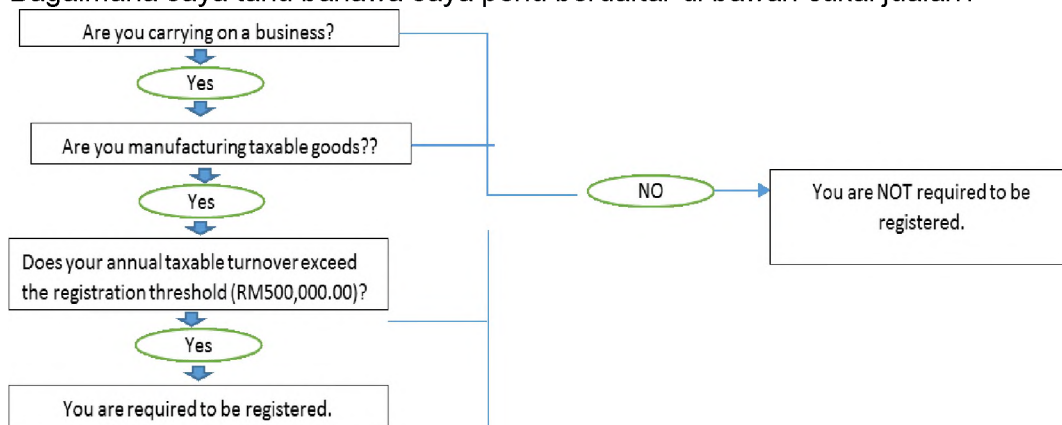 Are you carrying on a business?
Yes
Are you manufacturing taxable goods??
Yes
NO
You are NOT required to be
registered.
Does your annual taxable turnover exceed
the registration threshold (RM500,000.00)?
Yes
You are required to be registered.